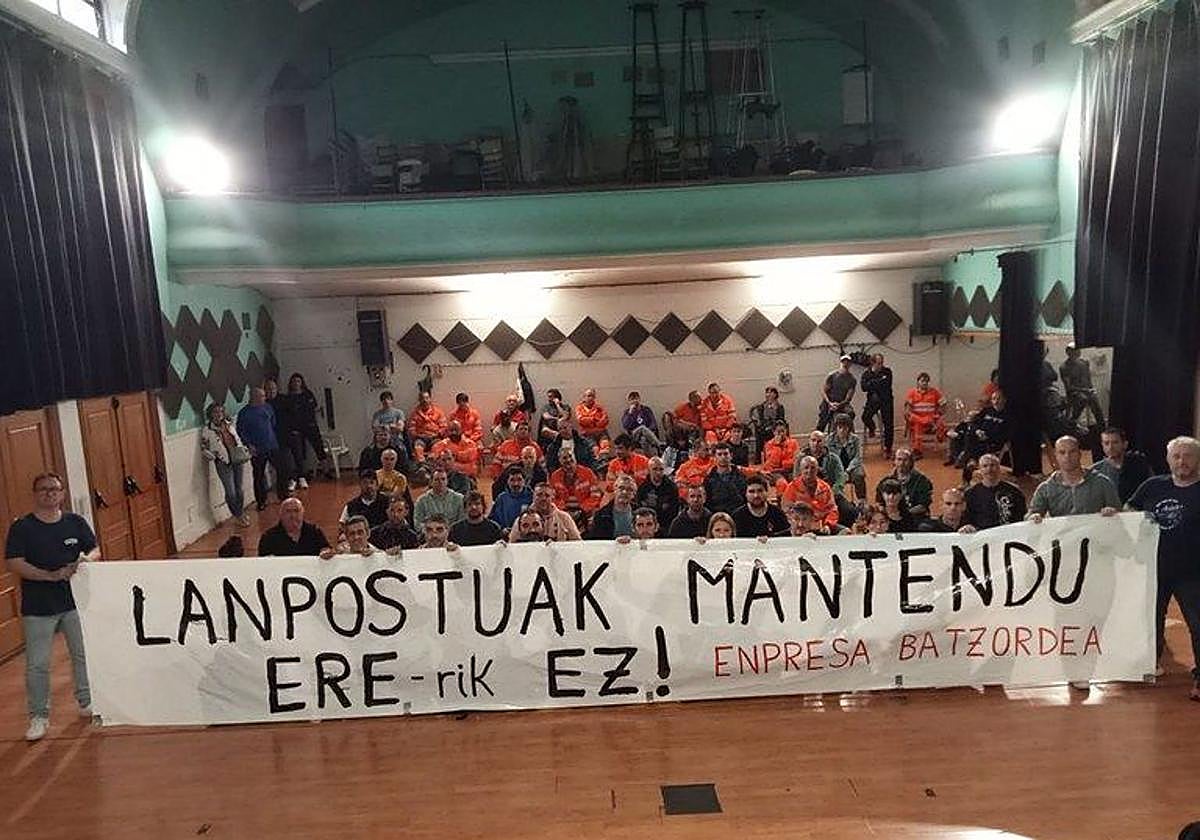 LANPOSTUAK MANTENDU
ERE-rik EZ! ENPRESA BATZORDEA